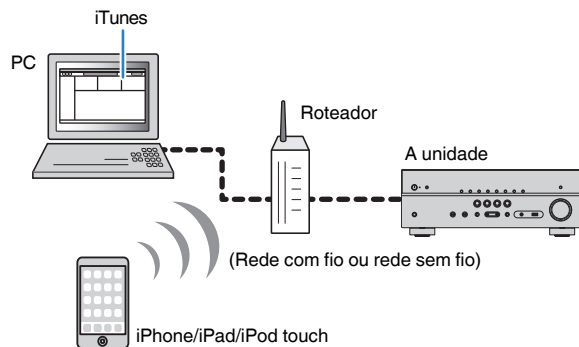 iTunes
PC
Roteador
A unidade
(Rede com fio ou rede sem fio)
iPhone/iPad/iPod touch